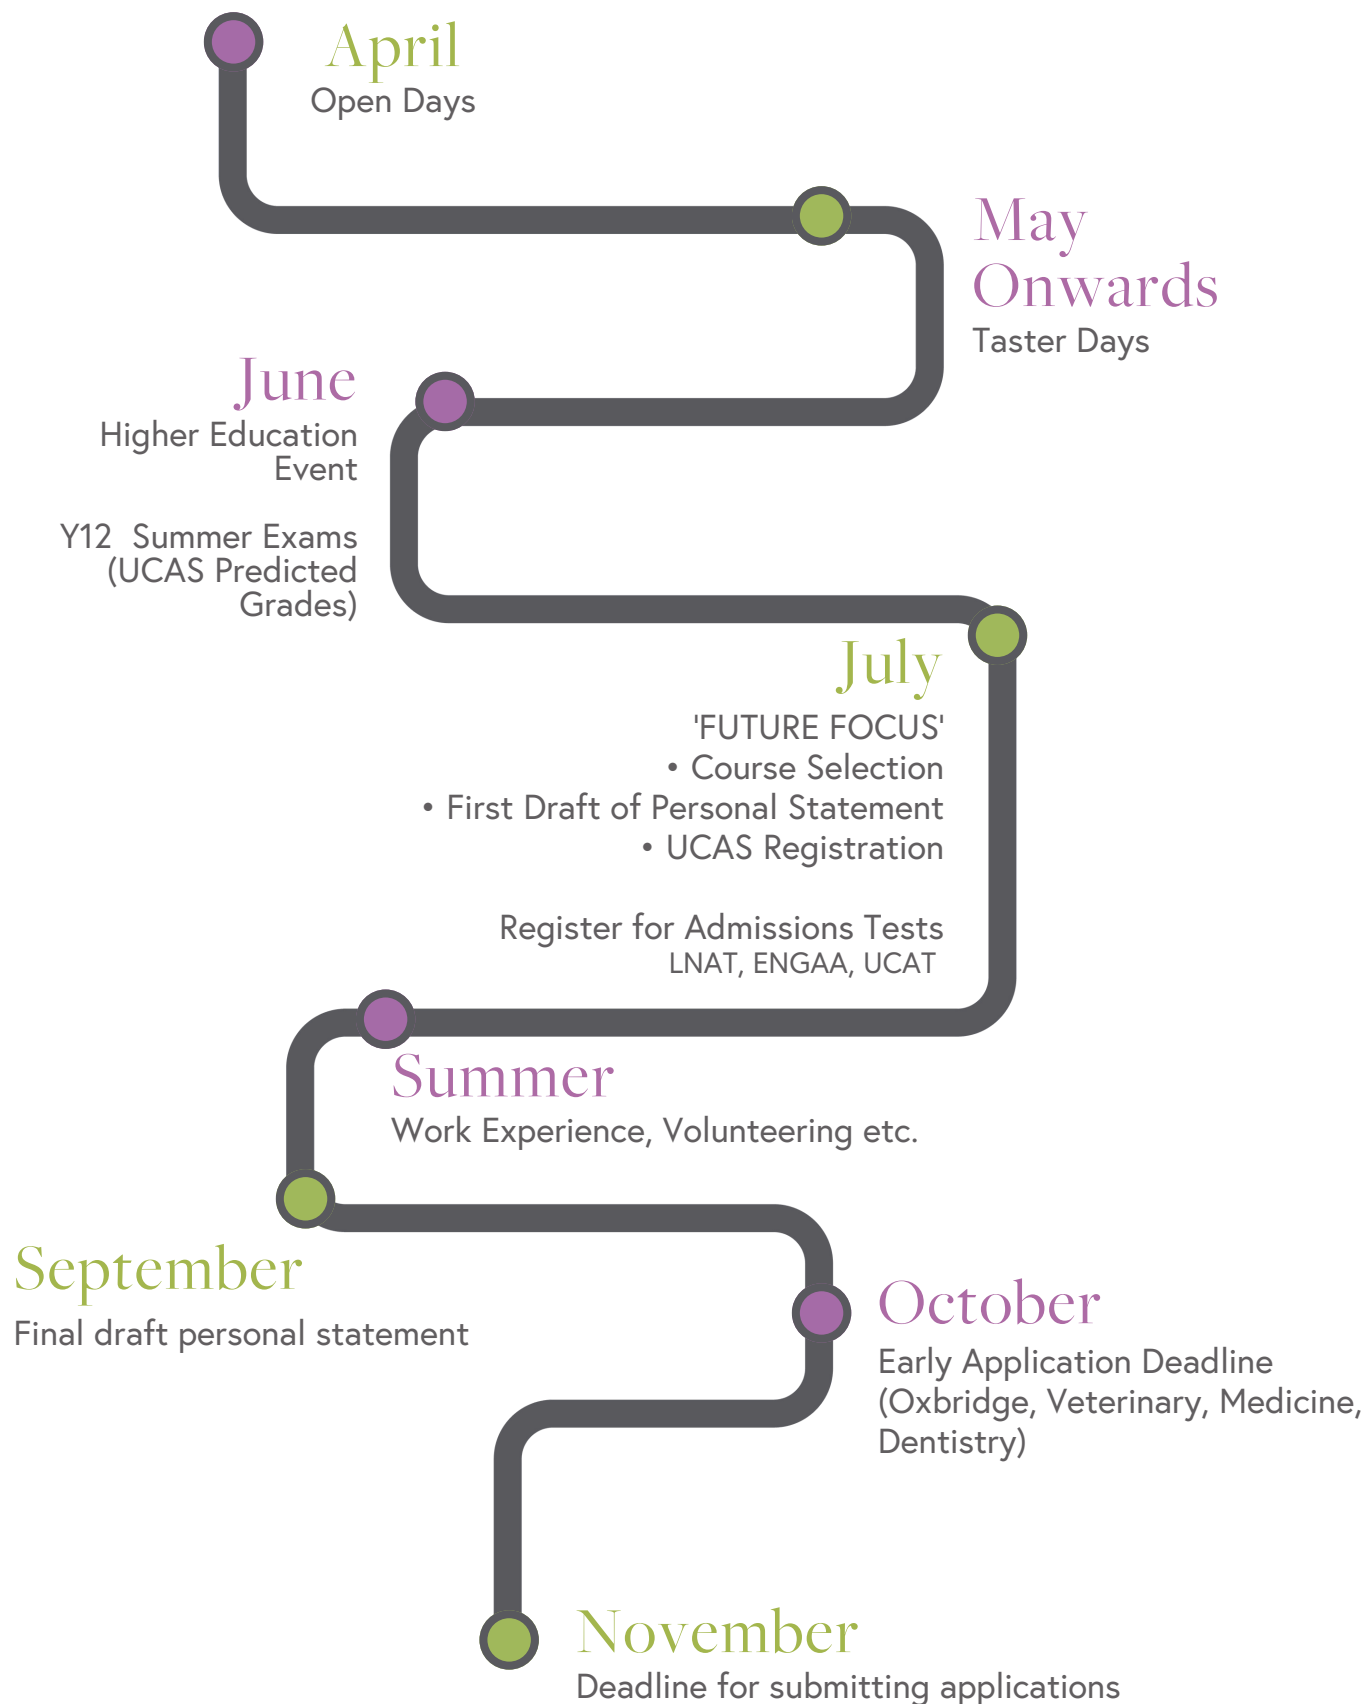 April
Open Days
May
Onwards
Taster Days
June
Higher Education
Event
Y12 Summer Exams
(UCAS Predicted
Grades)
July
'FUTURE FOCUS'
• Course Selection
• First Draft of Personal Statement
• UCAS Registration
Register for Admissions Tests
LNAT, ENGAA, UCAT
Summer
Work Experience, Volunteering etc.
September
Final draft personal statement
October
Early Application Deadline
(Oxbridge, Veterinary, Medicine,
Dentistry)
November
Deadline for submitting applications